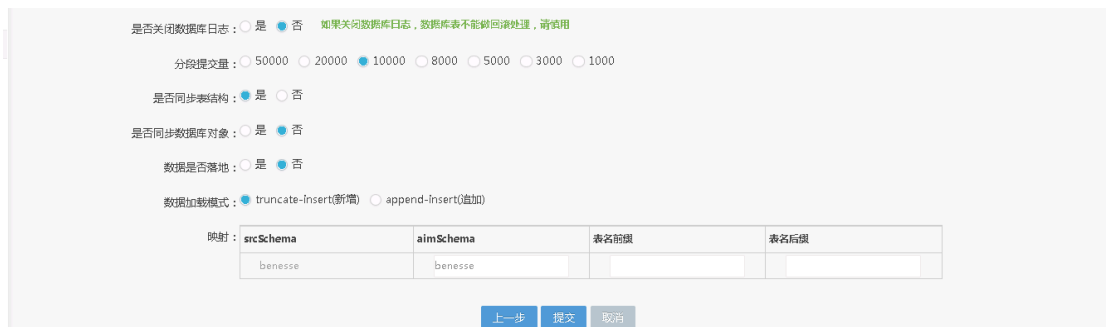 是否关闭数据库日志： 是 否 如果关闭数据库日志，数据库表不能做回滚处理，请慎用
分段提交量： 50000 20000 10000 8000 5000 3000 1000
是否同步表结构： 是 否
是否同步数据库对象： 是 否
数据是否落地： 是 否
数据加载模式： truncate-insert(新增) append-insert(追加)
映射： srcSchema aimSchema 表名前缀 表名后缀
benesse benesse
上一步 提交 取消